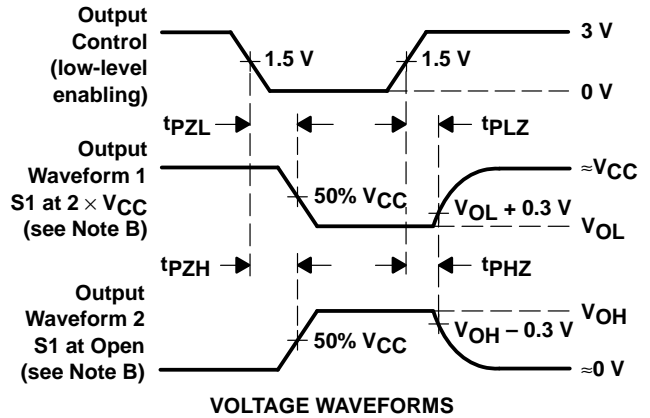 Output
Control
(low-level
enabling)
1.5 V
1.5 V
3 V
0 V
tPZL
tPLZ
Output
Waveform 1
S1 at 2 × VCC
(see Note B)
50% VCC
VOL + 0.3 V
≈VCC
VOL
tPZH
tPHZ
Output
Waveform 2
S1 at Open
(see Note B)
50% VCC
VOH – 0.3 V
VOH
≈0 V
VOLTAGE WAVEFORMS